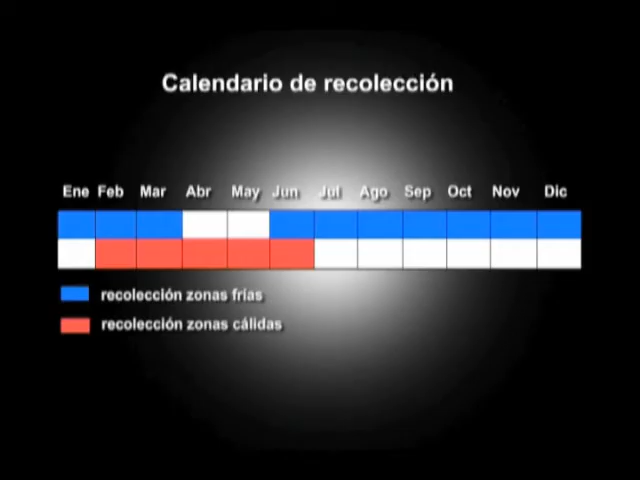 Calendario de recolección
Ene Feb Mar Abr May Jun Jul Ago Sep Oct Nov Dic
recolección zonas frías
recolección zonas cálidas